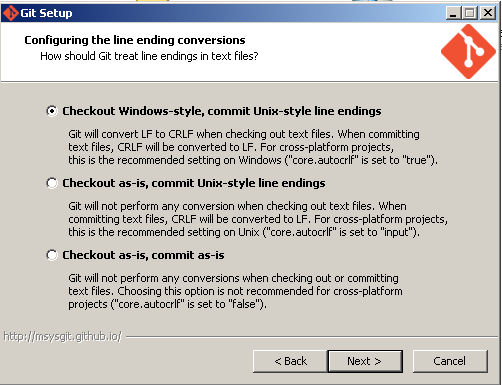 Git Setup
Configuring the line ending conversions
How should Git treat line endings in text files?
Checkout Windows-style, commit Unix-style line endings
Git will convert LF to CRLF when checking out text files. When committing
text files, CRLF will be converted to LF. For cross-platform projects,
this is the recommended setting on Windows ("core.autocrlf" is set to "true").
Checkout as-is, commit Unix-style line endings
Git will not perform any conversion when checking out text files. When
committing text files, CRLF will be converted to LF. For cross-platform projects,
this is the recommended setting on Unix ("core.autocrlf" is set to "input").
Checkout as-is, commit as-is
Git will not perform any conversions when checking out or committing
text files. Choosing this option is not recommended for cross-platform
projects ("core.autocrlf" is set to "false").
http://msysgit.github.io/
< Back
Next >
Cancel